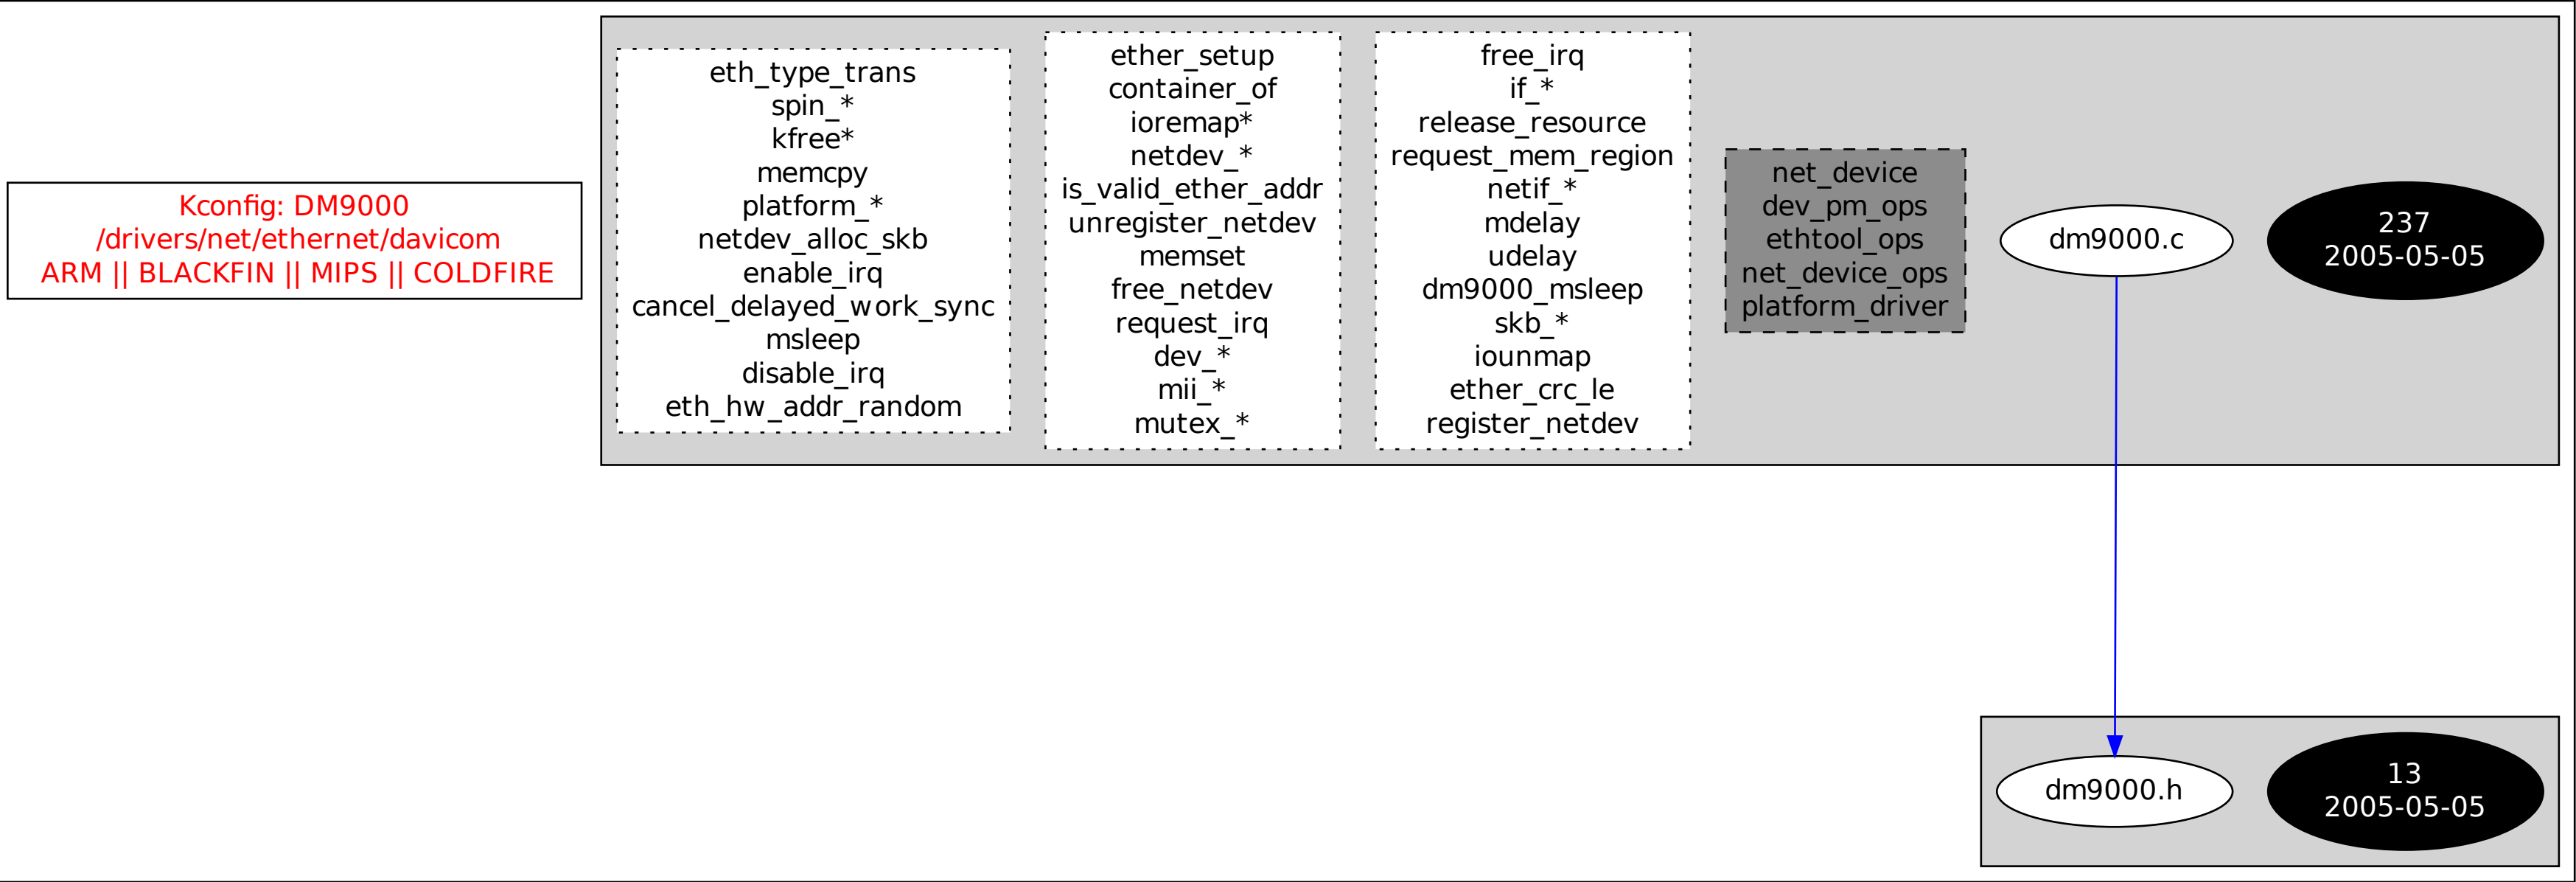 Kconfig: DM9000
/drivers/net/ethernet/davicom
ARM || BLACKFIN || MIPS || COLDFIRE
eth_type_trans
spin_*
kfree*
memcpy
platform_*
netdev_alloc_skb
enable_irq
cancel_delayed_work_sync
msleep
disable_irq
eth_hw_addr_random
ether_setup
container_of
ioremap*
netdev_*
is_valid_ether_addr
unregister_netdev
memset
free_netdev
request_irq
dev_*
mii_*
mutex_*
free_irq
if_*
release_resource
request_mem_region
netif_*
mdelay
udelay
dm9000_msleep
skb_*
iounmap
ether_crc_le
register_netdev
net_device
dev_pm_ops
ethtool_ops
net_device_ops
platform_driver
dm9000.c
237
2005-05-05
dm9000.h
13
2005-05-05